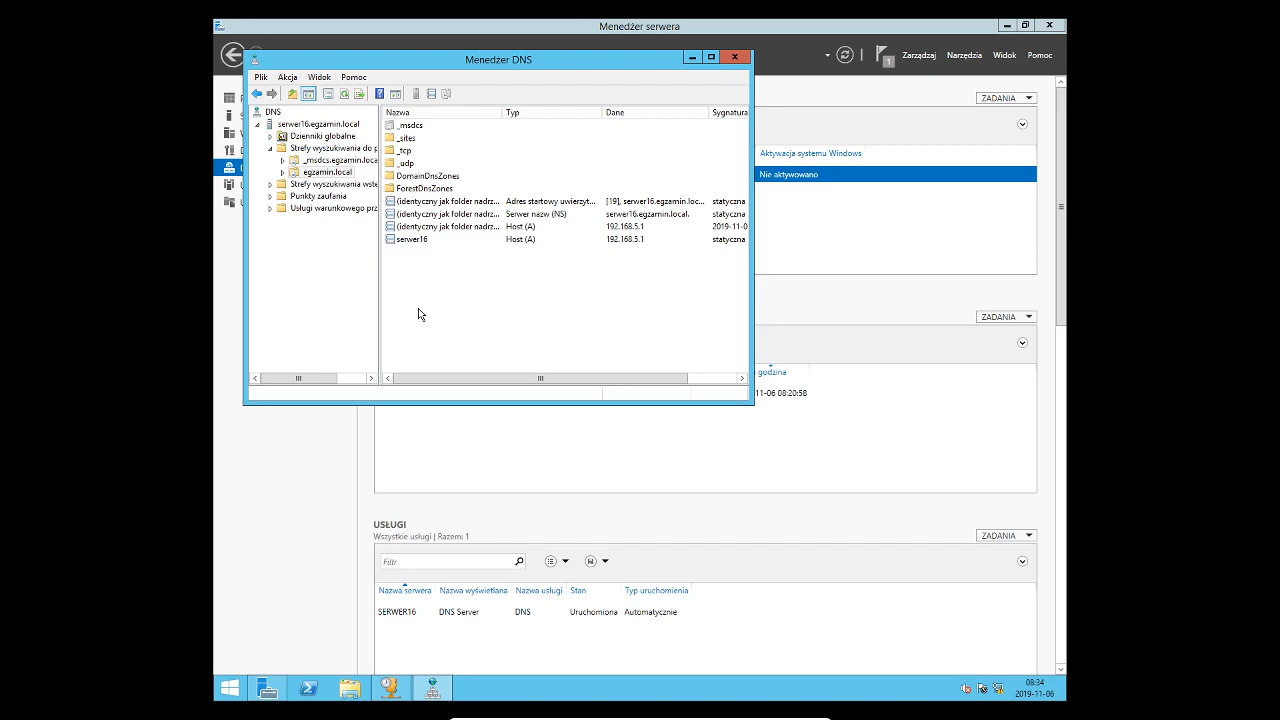 Menedżer serwera
1
Zarządzaj Narzędzia Widok Pomoc
Menedżer DNS
Plik Akcja Widok Pomoc
DNS
serwer16.egzamin.local
Dzienniki globalne
Strefy wyszukiwania do p
_msdcs.egzamin.loca
egzamin.local
Strefy wyszukiwania wste
Punkty zaufania
Usługi warunkowego prz
Nazwa Typ Dane Sygnatura
_msdcs
_sites
_tcp
_udp
DomainDnsZones
ForestDnsZones
(identyczny jak folder nadrz... Adres startowy uwierzyt... [19], serwer16.egzamin.loc... statyczna
(identyczny jak folder nadrz... Serwer nazw (NS) serwer16.egzamin.local. statyczna
(identyczny jak folder nadrz... Host (A) 192.168.5.1 2019-11-0
serwer16 Host (A) 192.168.5.1 statyczna
ZADANIA
Aktywacja systemu Windows
Nie aktywowano
ZADANIA
godzina
11-06 08:20:58
USŁUGI
Wszystkie usługi | Razem: 1
ZADANIA
Filtr
Nazwa serwera Nazwa wyświetlana Nazwa usługi Stan Typ uruchomienia
SERWER16 DNS Server DNS Uruchomiona Automatycznie
08:34
2019-11-06